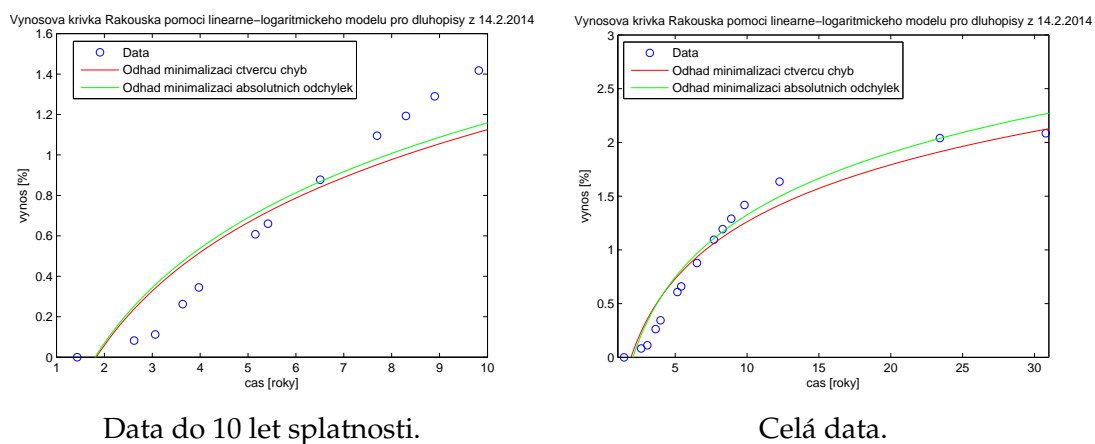 Vynosova krivka Rakouska pomoci linearne−logaritmickeho modelu pro dluhopisy z 14.2.2014
1.6
1.4
1.2
1
0.8
0.6
0.4
0.2
0
vynos [%]
Data
Odhad minimalizaci ctvercu chyb
Odhad minimalizaci absolutnich odchylek
1 2 3 4 5 6 7 8 9 10
cas [roky]
Data do 10 let splatnosti.
Vynosova krivka Rakouska pomoci linearne−logaritmickeho modelu pro dluhopisy z 14.2.2014
3
2.5
2
1.5
1
0.5
0
vynos [%]
Data
Odhad minimalizaci ctvercu chyb
Odhad minimalizaci absolutnich odchylek
5 10 15 20 25 30
cas [roky]
Celá data.